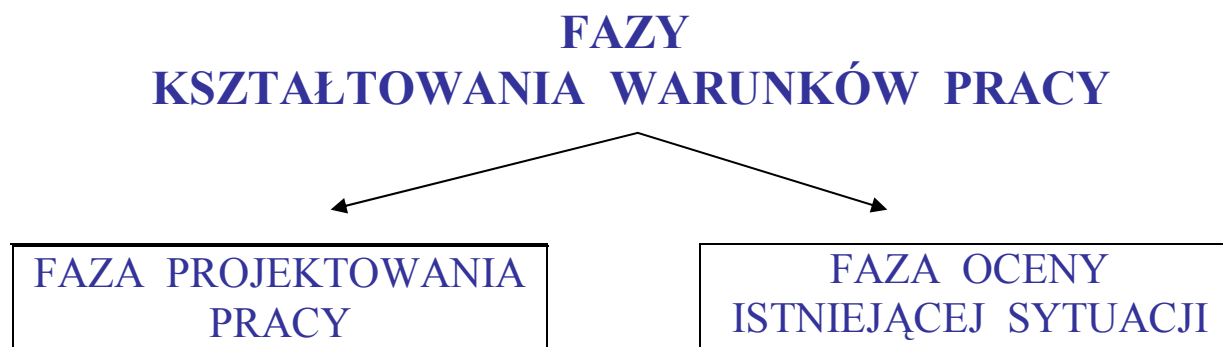 FAZY
KSZTAŁTOWANIA WARUNKÓW PRACY
FAZA PROJEKTOWANIA
PRACY
FAZA OCENY
ISTNIEJĄCEJ SYTUACJI